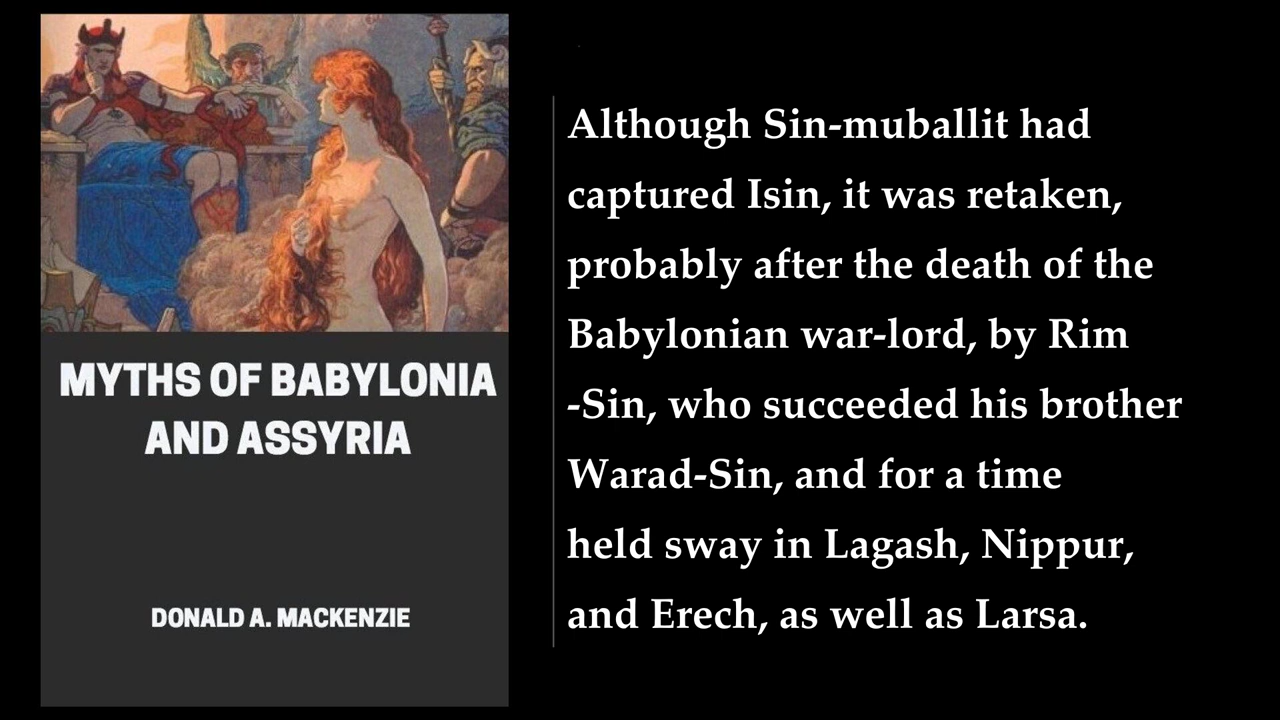 MYTHS OF BABYLONIA
AND ASSYRIA
DONALD A. MACKENZIE
Although Sin-muballit had
captured Isin, it was retaken,
probably after the death of the
Babylonian war-lord, by Rim
-Sin, who succeeded his brother
Warad-Sin, and for a time
held sway in Lagash, Nippur,
and Erech, as well as Larsa.